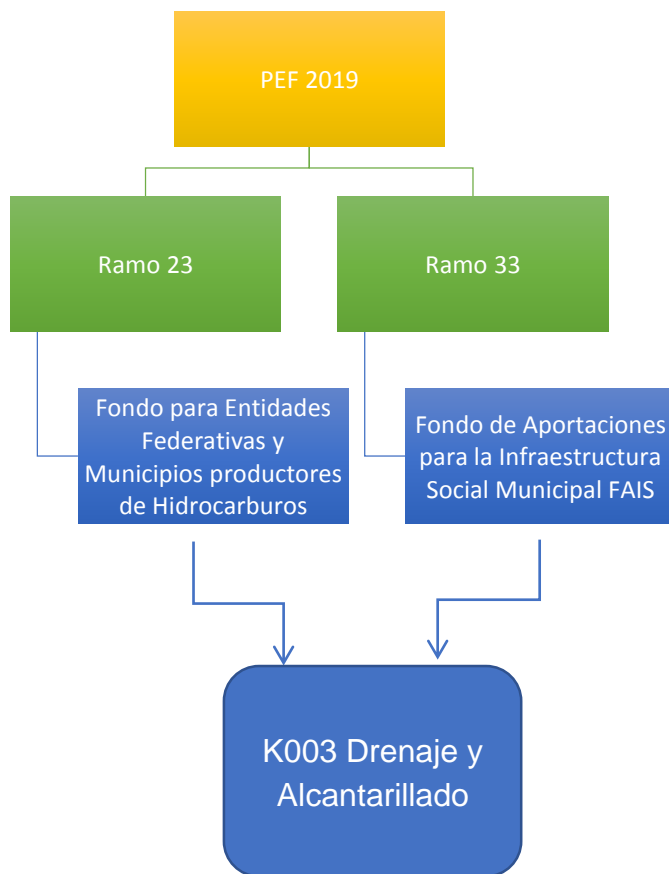 PEF 2019
Ramo 23
Ramo 33
Fondo para Entidades
Federativas y
Municipios productores
de Hidrocarburos
Fondo de Aportaciones
para la Infraestructura
Social Municipal FAIS
K003 Drenaje y
Alcantarillado